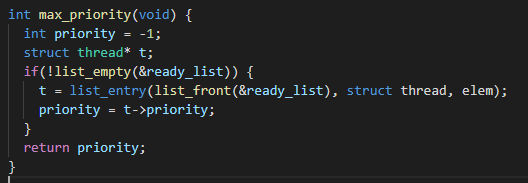 int max_priority(void) {
  int priority = -1;
  struct thread* t;
  if(!list_empty(&ready_list)) {
    t = list_entry(list_front(&ready_list), struct thread, elem);
    priority = t->priority;
  }
  return priority;
}